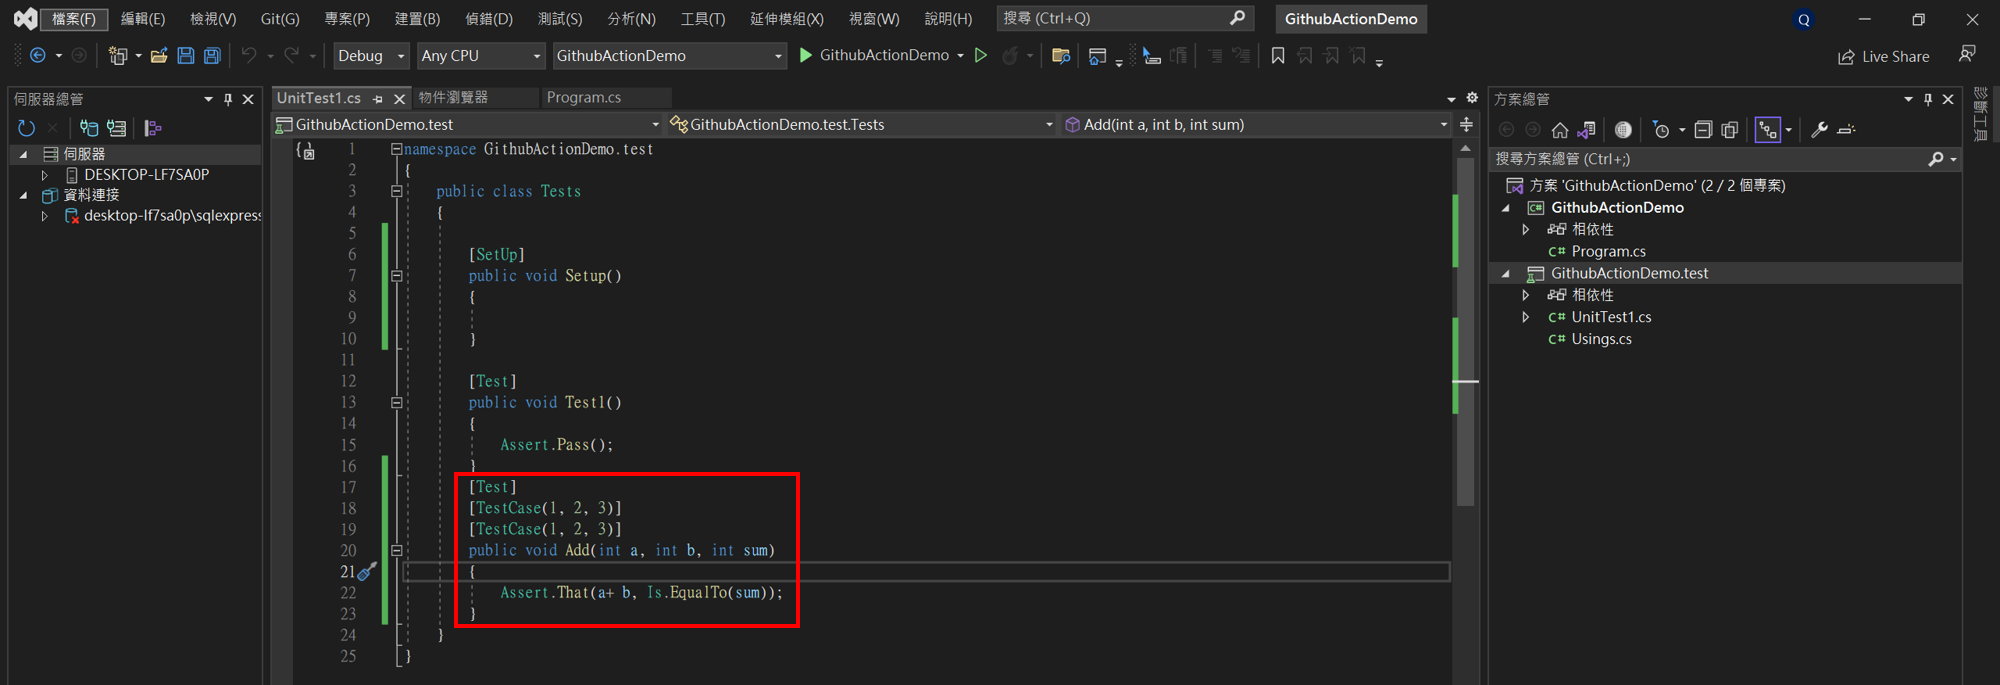 檔案(F) 編輯(E) 檢視(V) Git(G) 專案(P) 建置(B) 偵錯(D) 測試(S) 分析(N) 工具(T) 延伸模組(X) 視窗(W) 說明(H) 搜尋 (Ctrl+Q) GithubActionDemo Q
Debug Any CPU GithubActionDemo GithubActionDemo Live Share
伺服器總管
伺服器
DESKTOP-LF7SA0P
資料連接
desktop-lf7sa0p\sqlexpress
UnitTest1.cs 物件瀏覽器 Program.cs
GithubActionDemo.test GithubActionDemo.test.Tests Add(int a, int b, int sum)
1 namespace GithubActionDemo.test
2 {
3 public class Tests
4 {
5
6 [SetUp]
7 public void Setup()
8 {
9
10 }
11
12 [Test]
13 public void Test1()
14 {
15 Assert.Pass();
16 }
17 [Test]
18 [TestCase(1, 2, 3)]
19 [TestCase(1, 2, 3)]
20 public void Add(int a, int b, int sum)
21 {
22 Assert.That(a+ b, Is.EqualTo(sum));
23 }
24 }
25 }
方案總管
搜尋方案總管 (Ctrl+;)
方案 'GithubActionDemo' (2 / 2 個專案)
GithubActionDemo
相依性
C# Program.cs
GithubActionDemo.test
相依性
C# UnitTest1.cs
C# Usings.cs
診斷工具